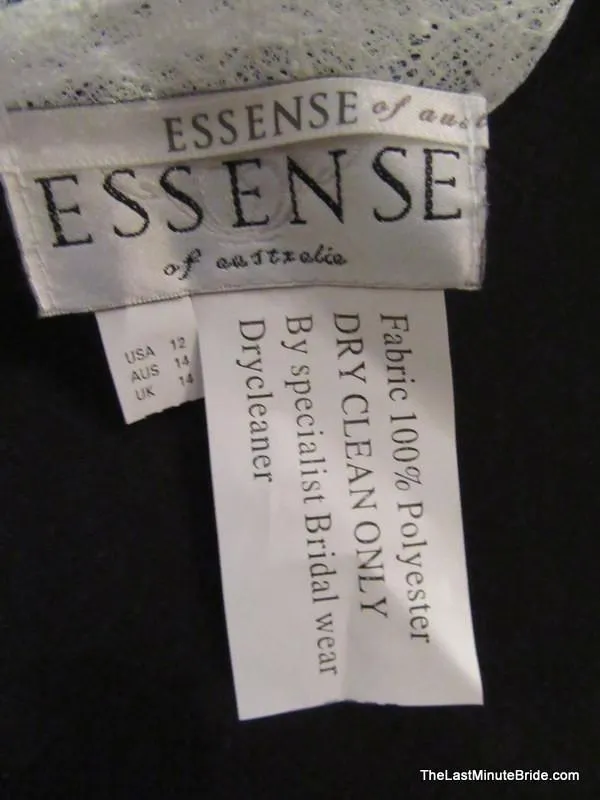 ESSENSE of aus
ESSENSE
of australia
USA 12
AUS 14
UK 14
Fabric 100% Polyester
DRY CLEAN ONLY
By specialist Bridal wear
Drycleaner
TheLastMinuteBride.com